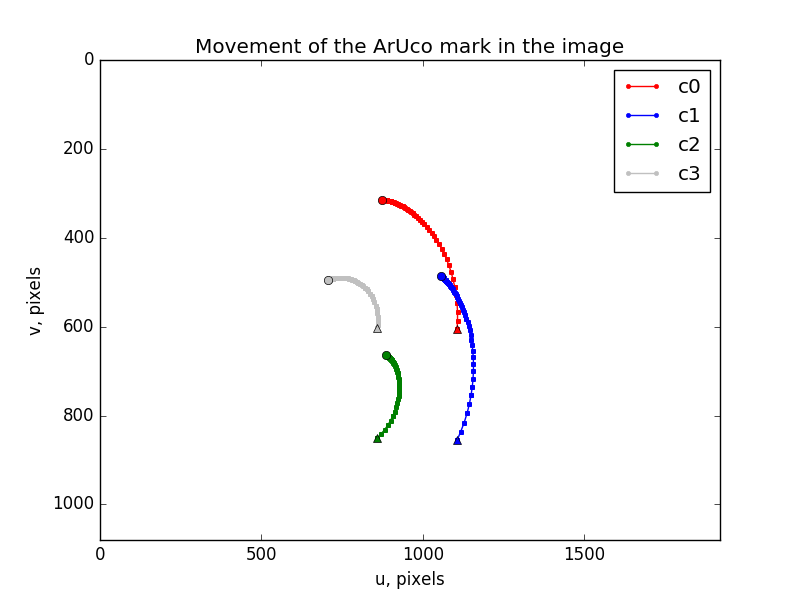 Movement of the ArUco mark in the image
c0
c1
c2
c3
0
200
400
600
800
1000
v, pixels
0 500 1000 1500
u, pixels